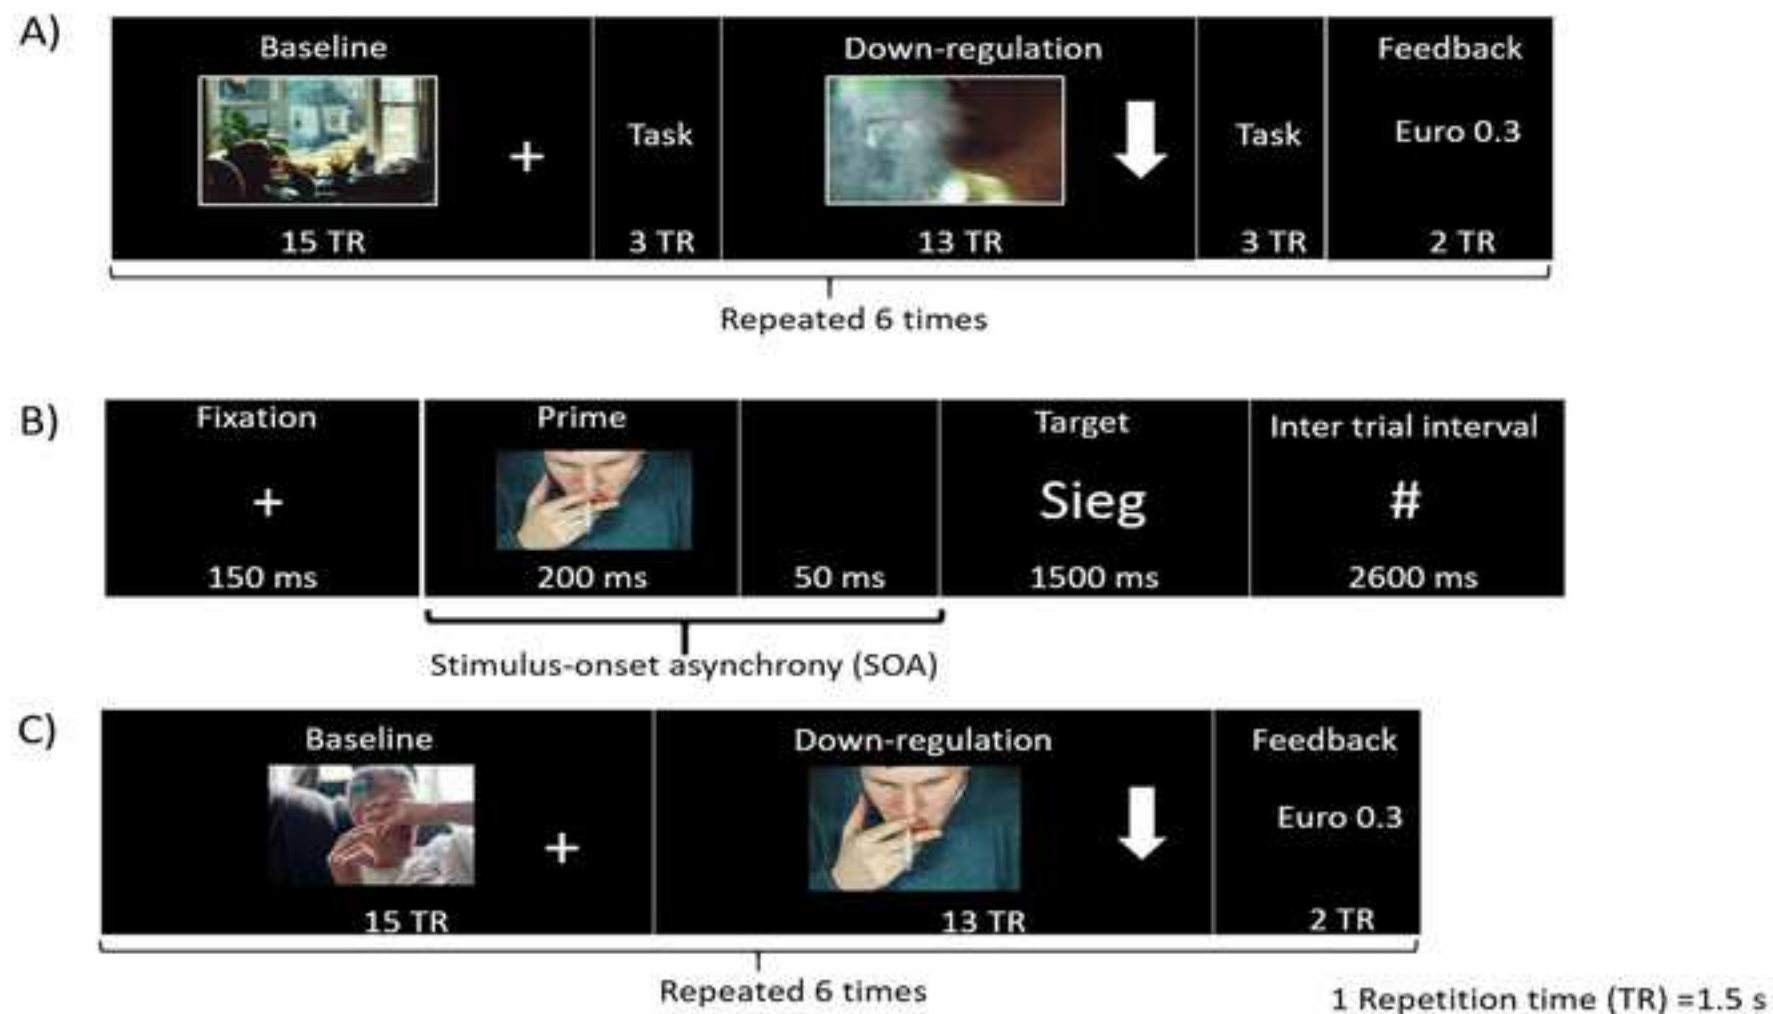 A)
Baseline
+
15 TR
Task
3 TR
Down-regulation
13 TR
Task
3 TR
Feedback
Euro 0.3
2 TR
Repeated 6 times
B)
Fixation
+
150 ms
Prime
200 ms
50 ms
Target
Sieg
1500 ms
Inter trial interval
#
2600 ms
Stimulus-onset asynchrony (SOA)
C)
Baseline
+
15 TR
Down-regulation
13 TR
Feedback
Euro 0.3
2 TR
Repeated 6 times
1 Repetition time (TR) =1.5 s